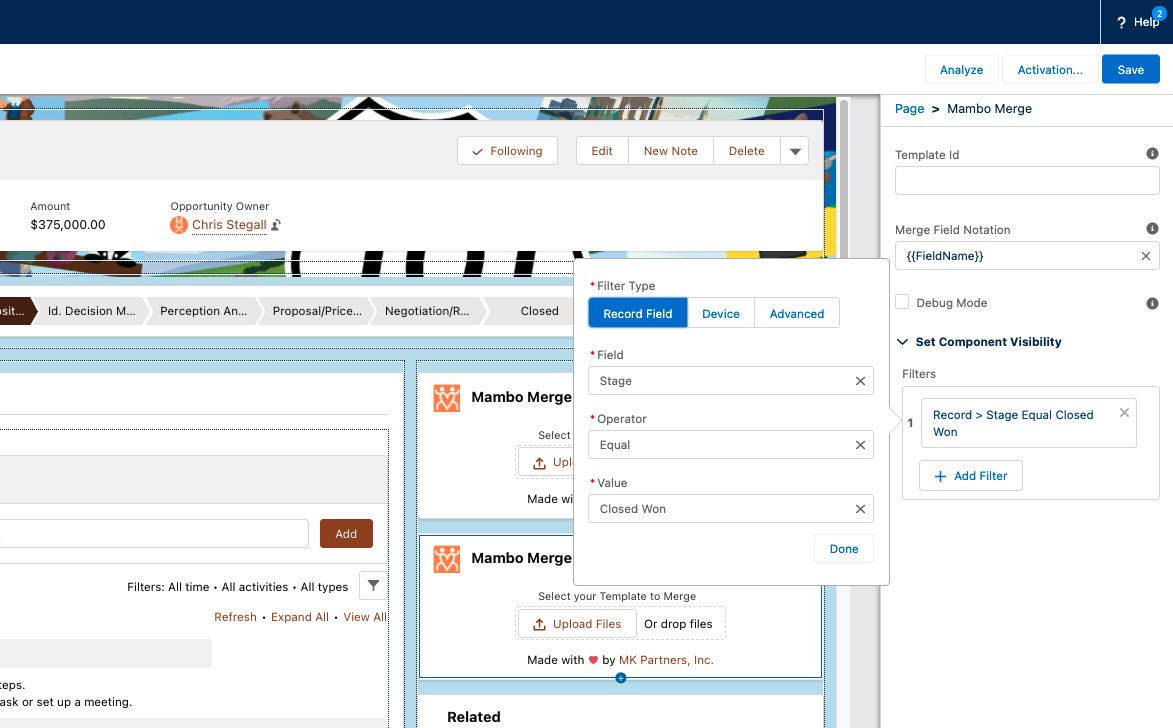 ? Help
2
Analyze
Activation...
Save
Page > Mambo Merge
Following
Edit
New Note
Delete
Template Id
Amount
Opportunity Owner
$375,000.00
Chris Stegall
Merge Field Notation
{{FieldName}}
Debug Mode
Set Component Visibility
Filters
1
Record > Stage Equal Closed
Won
+ Add Filter
Id. Decision M...
Perception An...
Proposal/Price...
Negotiation/R...
Closed
* Filter Type
Record Field
Device
Advanced
* Field
Stage
* Operator
Equal
* Value
Closed Won
Done
Mambo Merge
Select
Made
Add
Filters: All time • All activities • All types
Refresh • Expand All • View All
ask or set up a meeting.
Mambo Merge
Select your Template to Merge
Upload Files
Or drop files
Made with ♥ by MK Partners, Inc.
Related